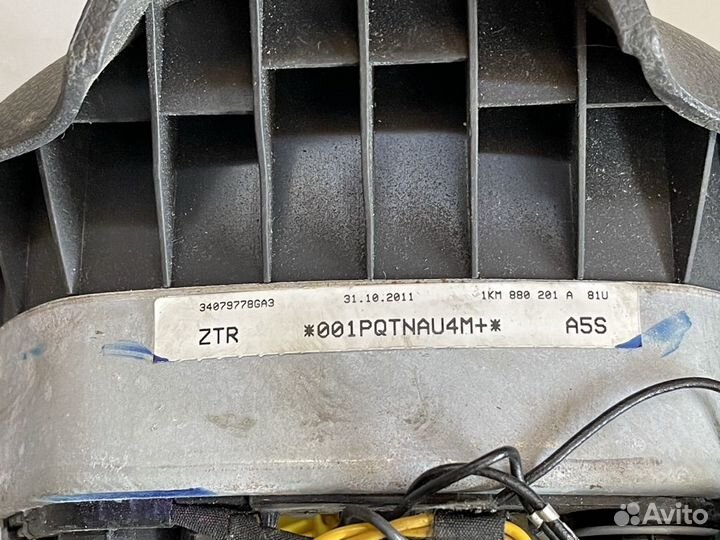 34079778GA3 31.10.2011 1KM 880 201 A 81U
ZTR *001PQTNAU4M+* A5S
Avito